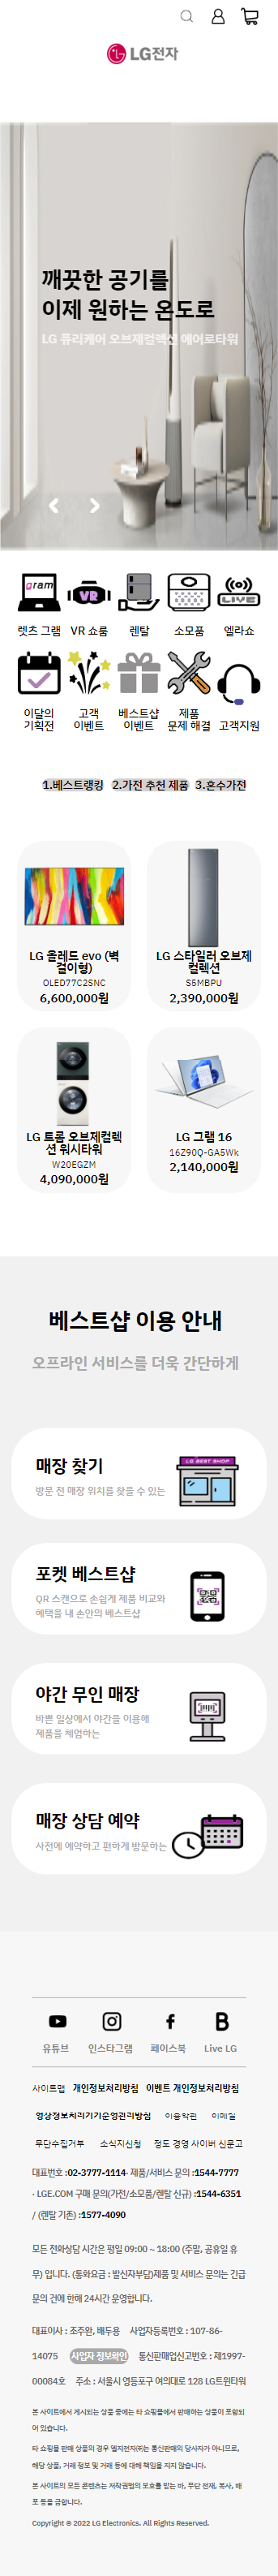 LG전자
깨끗한 공기를
이제 원하는 온도로
LG 퓨리케어 오브제컬렉션 에어로타워
gram
VR
LIVE
렛츠 그램 VR 쇼룸 렌탈 소모품 엘라쇼
이달의 고객 베스트샵 제품
기획전 이벤트 이벤트 문제 해결 고객지원
1.베스트랭킹 2.가전 추천 제품 3.혼수가전
LG 올레드 evo (벽
걸이형)
OLED77C2SNC
6,600,000원
LG 스타일러 오브제
컬렉션
S5MBPU
2,390,000원
LG 트롬 오브제컬렉
션 워시타워
W20EGZM
4,090,000원
LG 그램 16
16Z90Q-GA5Wk
2,140,000원
베스트샵 이용 안내
오프라인 서비스를 더욱 간단하게
매장 찾기
방문 전 매장 위치를 찾을 수 있는
LG BEST SHOP
포켓 베스트샵
QR 스캔으로 손쉽게 제품 비교와
혜택을 내 손안의 베스트샵
야간 무인 매장
바쁜 일상에서 야간을 이용해
제품을 체험하는
매장 상담 예약
사전에 예약하고 편하게 방문하는
유튜브 인스타그램 페이스북 Live LG
사이트맵 개인정보처리방침 이벤트 개인정보처리방침
영상정보처리기기운영관리방침 이용약관 이메일
무단수집거부 소식지신청 정도 경영 사이버 신문고
대표번호 :02-3777-1114· 제품/서비스 문의 :1544-7777
· LGE.COM 구매 문의(가전/소모품/렌탈 신규) :1544-6351
/ (렌탈 기존) :1577-4090
모든 전화상담 시간은 평일 09:00 ~ 18:00 (주말, 공휴일 휴
무) 입니다. (통화요금 : 발신자부담)제품 및 서비스 문의는 긴급
문의 건에 한해 24시간 운영합니다.
대표이사 : 조주완, 배두용 사업자등록번호 : 107-86-
14075 사업자 정보확인 통신판매업신고번호 : 제1997-
00084호 주소 : 서울시 영등포구 여의대로 128 LG트윈타워
본 사이트에서 게시되는 상품 중에는 타 쇼핑몰에서 판매하는 상품이 포함되
어 있습니다.
타 쇼핑몰 판매 상품의 경우 엘지전자㈜는 통신판매의 당사자가 아니므로,
해당 상품, 거래 정보 및 거래 등에 대해 책임을 지지 않습니다.
본 사이트의 모든 콘텐츠는 저작권법의 보호를 받는 바, 무단 전재, 복사, 배
포 등을 금합니다.
Copyright © 2022 LG Electronics. All Rights Reserved.